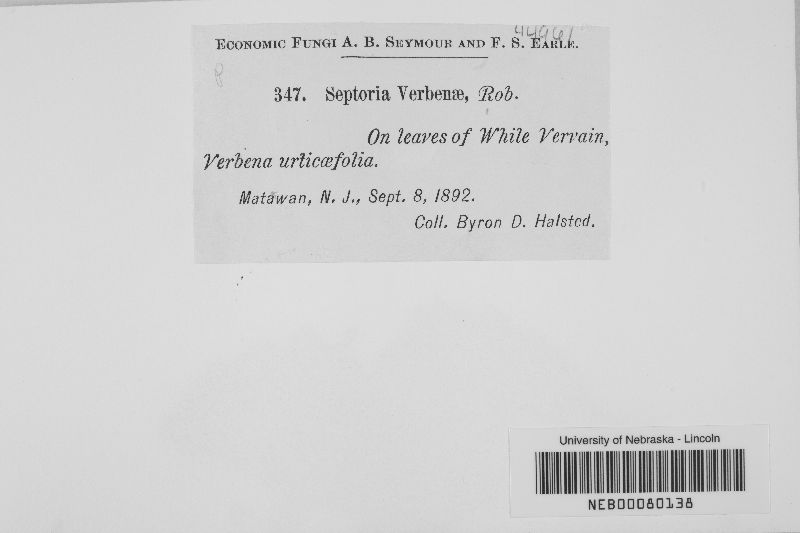 44961
ECONOMIC FUNGI A. B. SEYMOUR AND F. S. EARLE.
8
347. Septoria Verbenæ, Rob.
On leaves of White Vervain,
Verbena urticæfolia.
Matawan, N. J., Sept. 8, 1892.
Coll. Byron D. Halsted.
University of Nebraska - Lincoln
NEB00080138